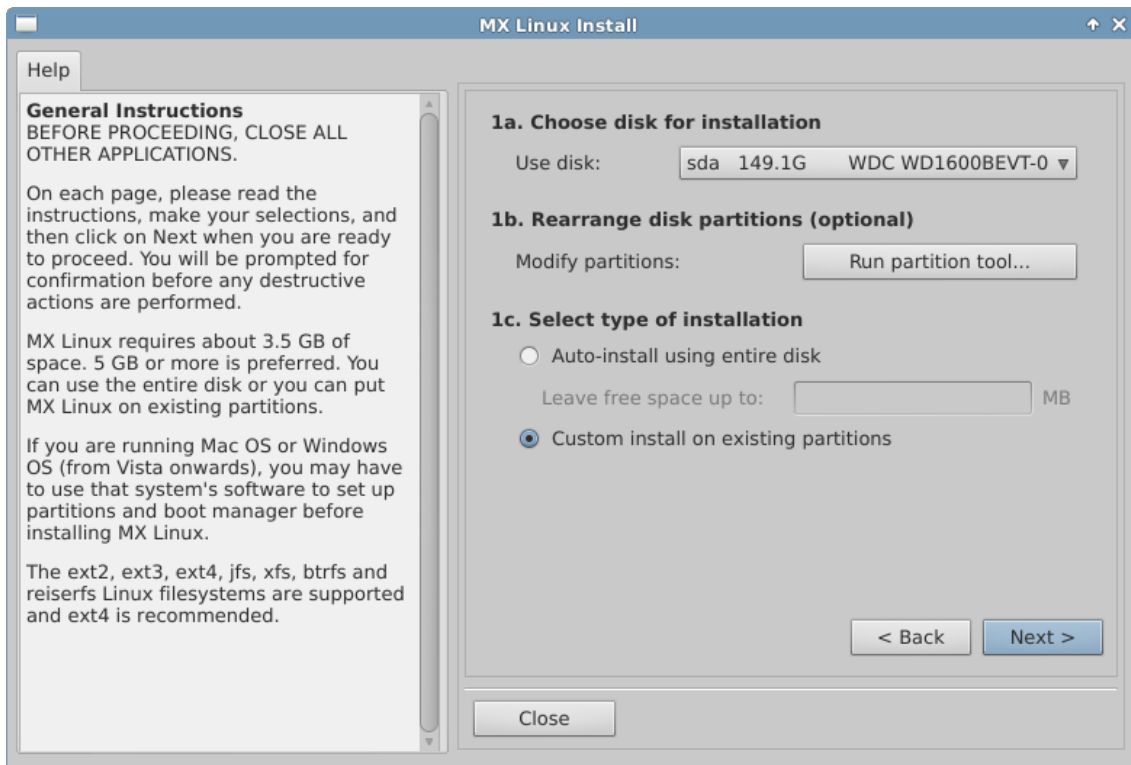 MX Linux Install
Help
General Instructions
BEFORE PROCEEDING, CLOSE ALL
OTHER APPLICATIONS.
On each page, please read the
instructions, make your selections, and
then click on Next when you are ready
to proceed. You will be prompted for
confirmation before any destructive
actions are performed.
MX Linux requires about 3.5 GB of
space. 5 GB or more is preferred. You
can use the entire disk or you can put
MX Linux on existing partitions.
If you are running Mac OS or Windows
OS (from Vista onwards), you may have
to use that system's software to set up
partitions and boot manager before
installing MX Linux.
The ext2, ext3, ext4, jfs, xfs, btrfs and
reiserfs Linux filesystems are supported
and ext4 is recommended.
1a. Choose disk for installation
Use disk: sda 149.1G WDC WD1600BEVT-0
1b. Rearrange disk partitions (optional)
Modify partitions: Run partition tool...
1c. Select type of installation
Auto-install using entire disk
Leave free space up to: MB
Custom install on existing partitions
< Back Next >
Close